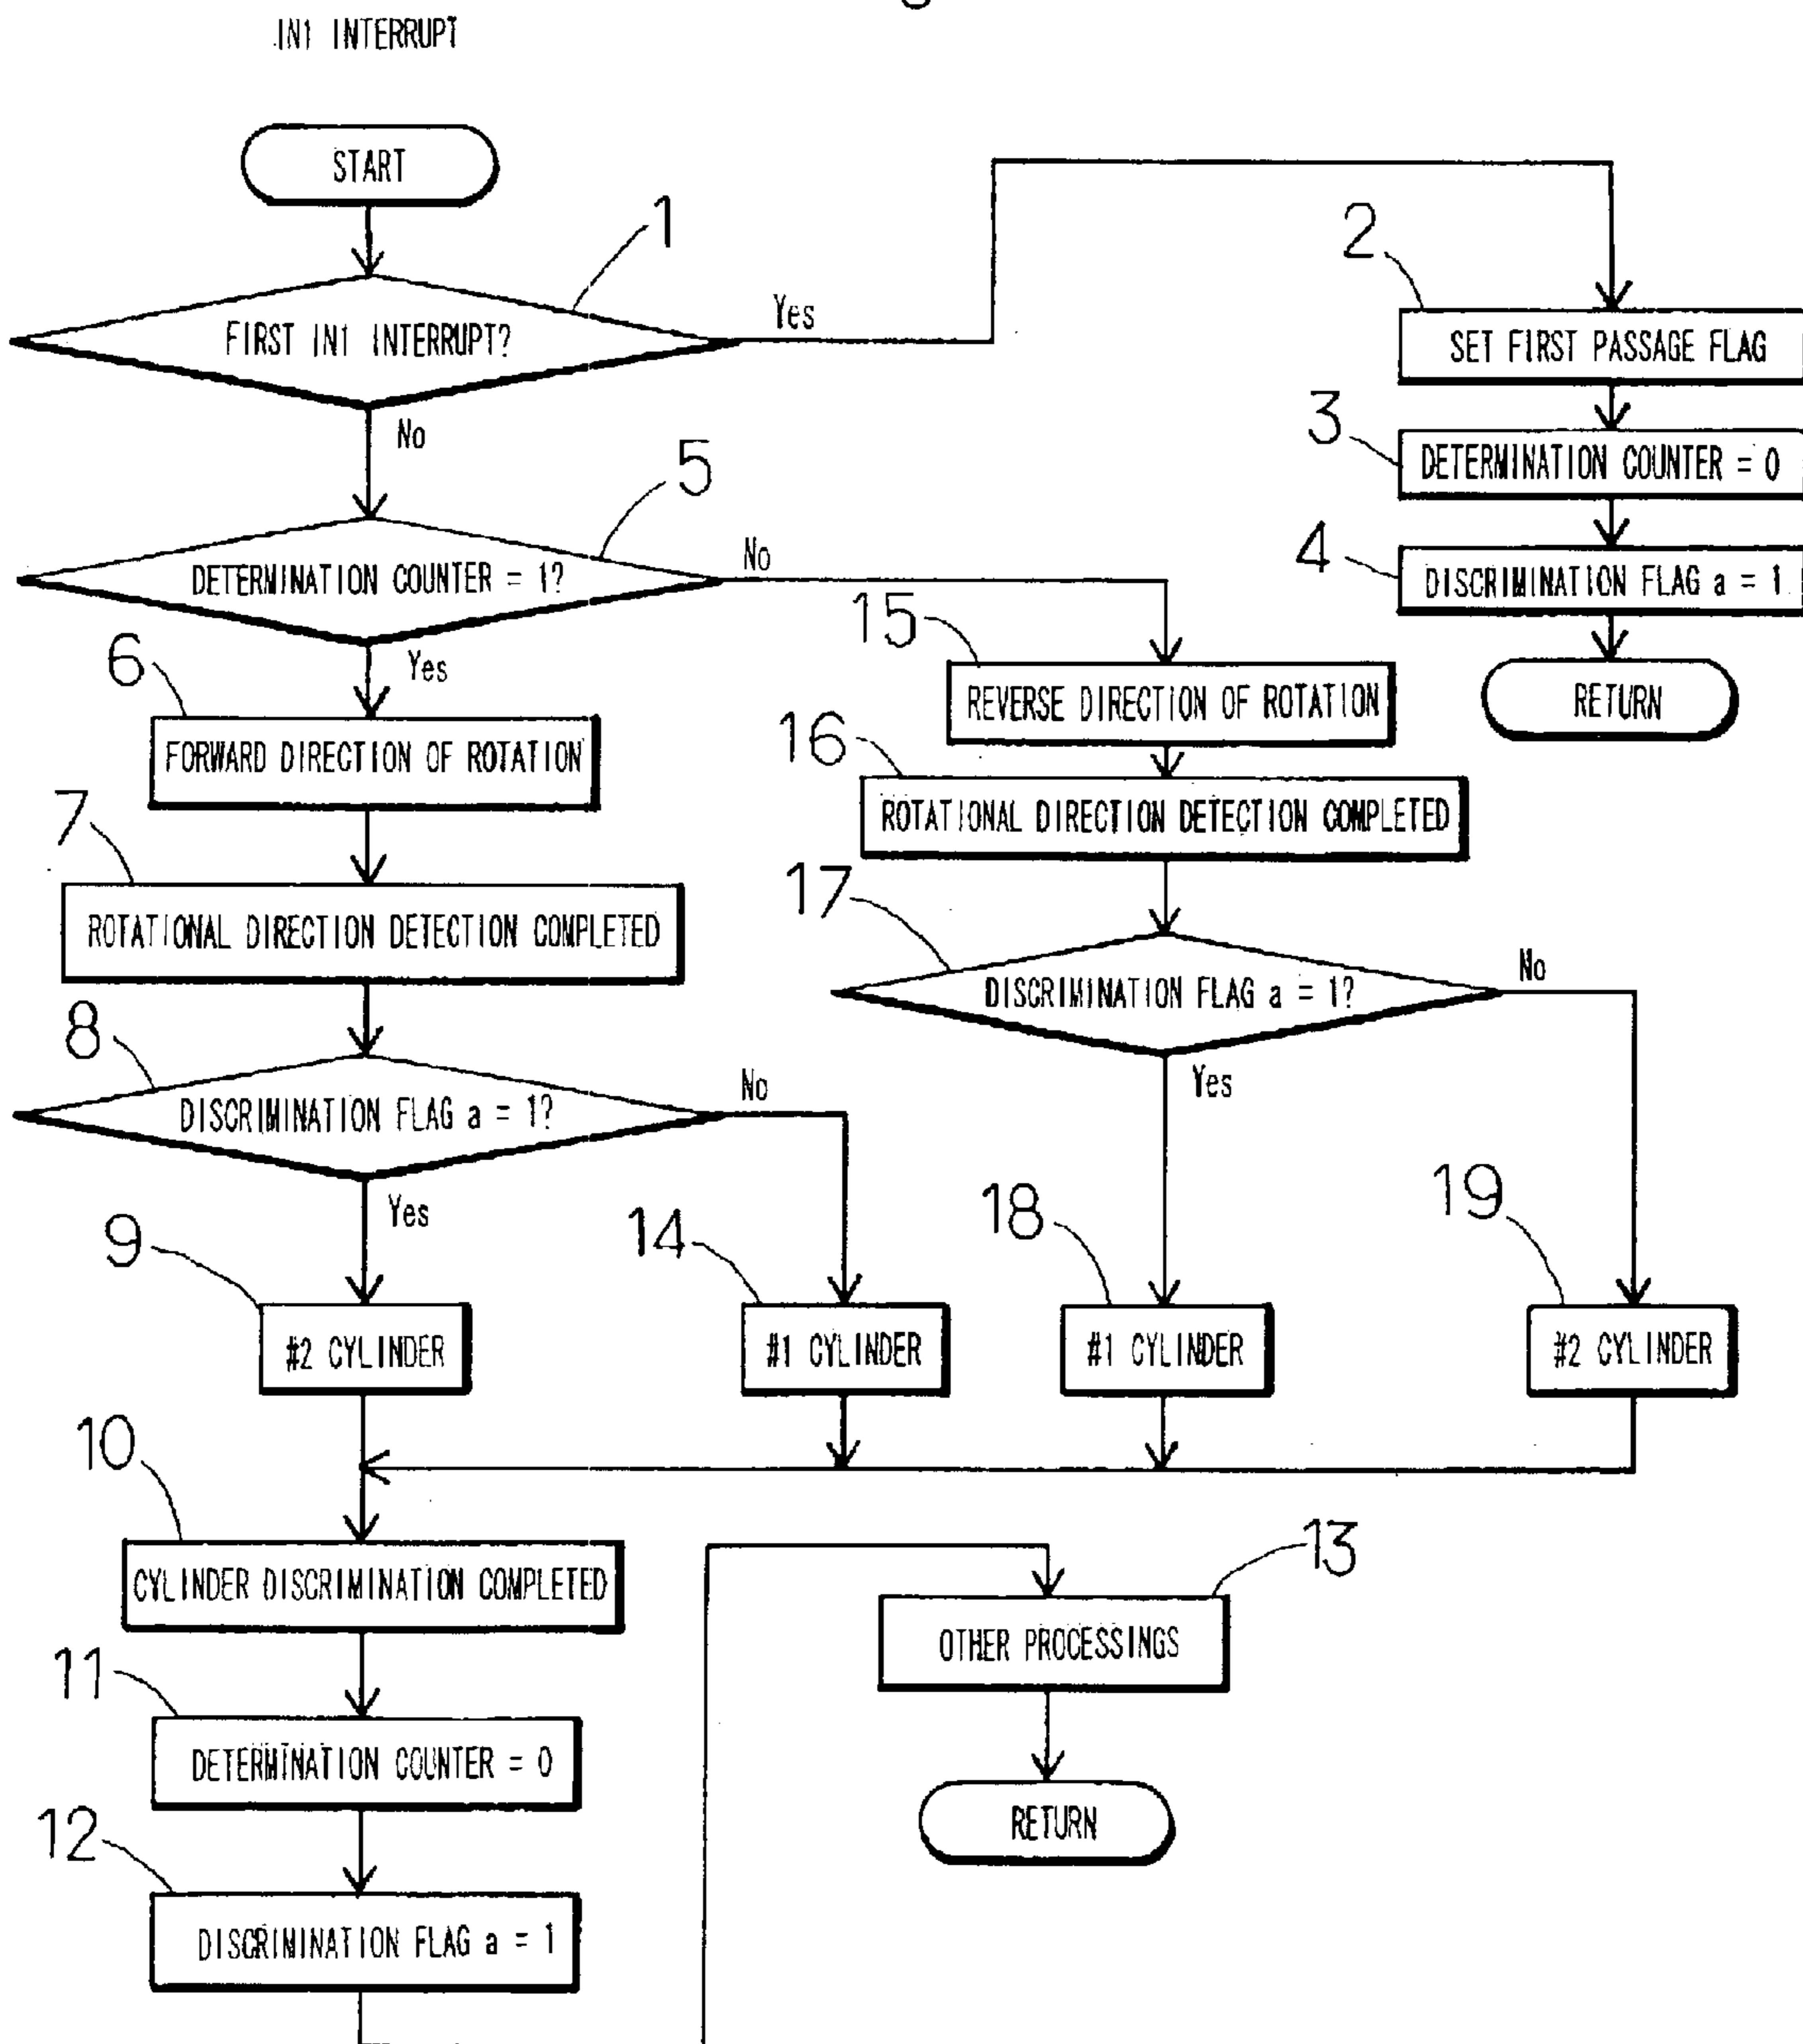 IN1 INTERRUPT
START
1
FIRST IN1 INTERRUPT?
Yes
No
2
SET FIRST PASSAGE FLAG
3
DETERMINATION COUNTER = 0
4
DISCRIMINATION FLAG a = 1
RETURN
5
DETERMINATION COUNTER = 1?
No
Yes
6
FORWARD DIRECTION OF ROTATION
7
ROTATIONAL DIRECTION DETECTION COMPLETED
8
DISCRIMINATION FLAG a = 1?
No
Yes
9
#2 CYLINDER
14
#1 CYLINDER
15
REVERSE DIRECTION OF ROTATION
16
ROTATIONAL DIRECTION DETECTION COMPLETED
17
DISCRIMINATION FLAG a = 1?
No
Yes
18
#1 CYLINDER
19
#2 CYLINDER
10
CYLINDER DISCRIMINATION COMPLETED
11
DETERMINATION COUNTER = 0
12
DISCRIMINATION FLAG a = 1
13
OTHER PROCESSINGS
RETURN